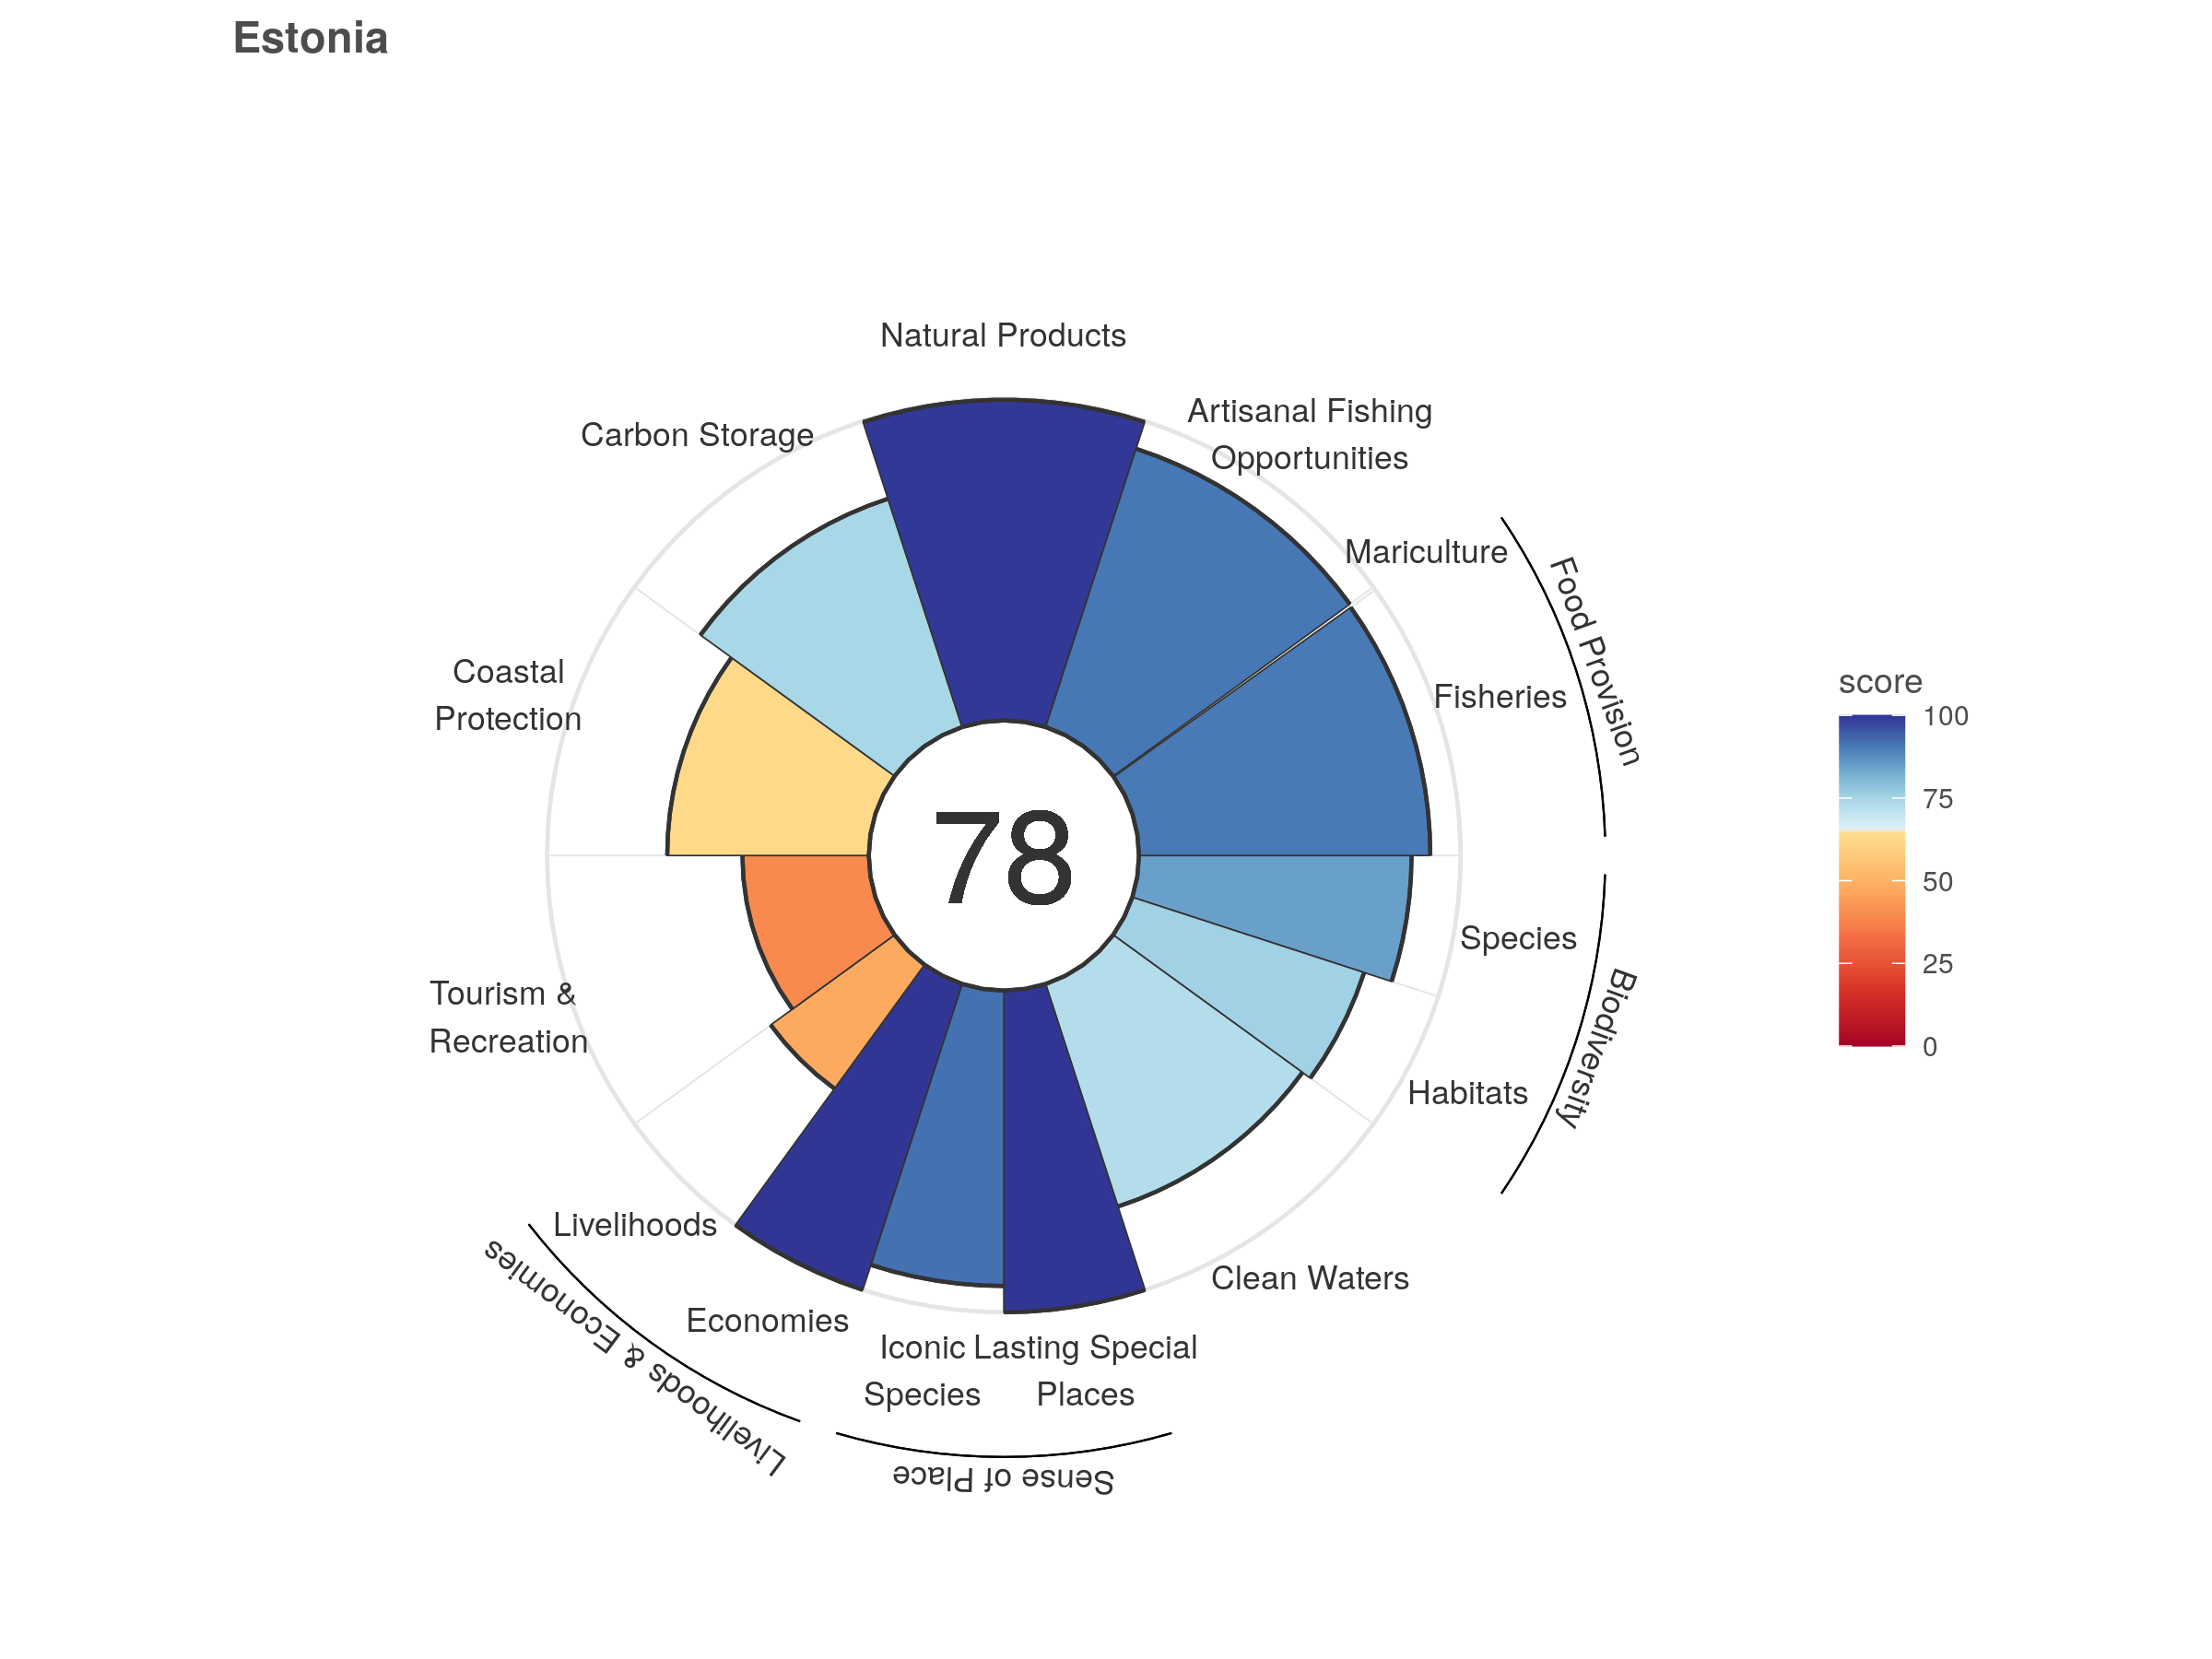 Estonia
Natural Products
Artisanal Fishing
Opportunities
Carbon Storage
Mariculture
Food Provision
Fisheries
Coastal
Protection
score
100
75
50
25
0
78
Species
Biodiversity
Habitats
Tourism &
Recreation
Livelihoods
Economies
Livelihoods & Economies
Clean Waters
Iconic
Species
Lasting Special
Places
Sense of Place